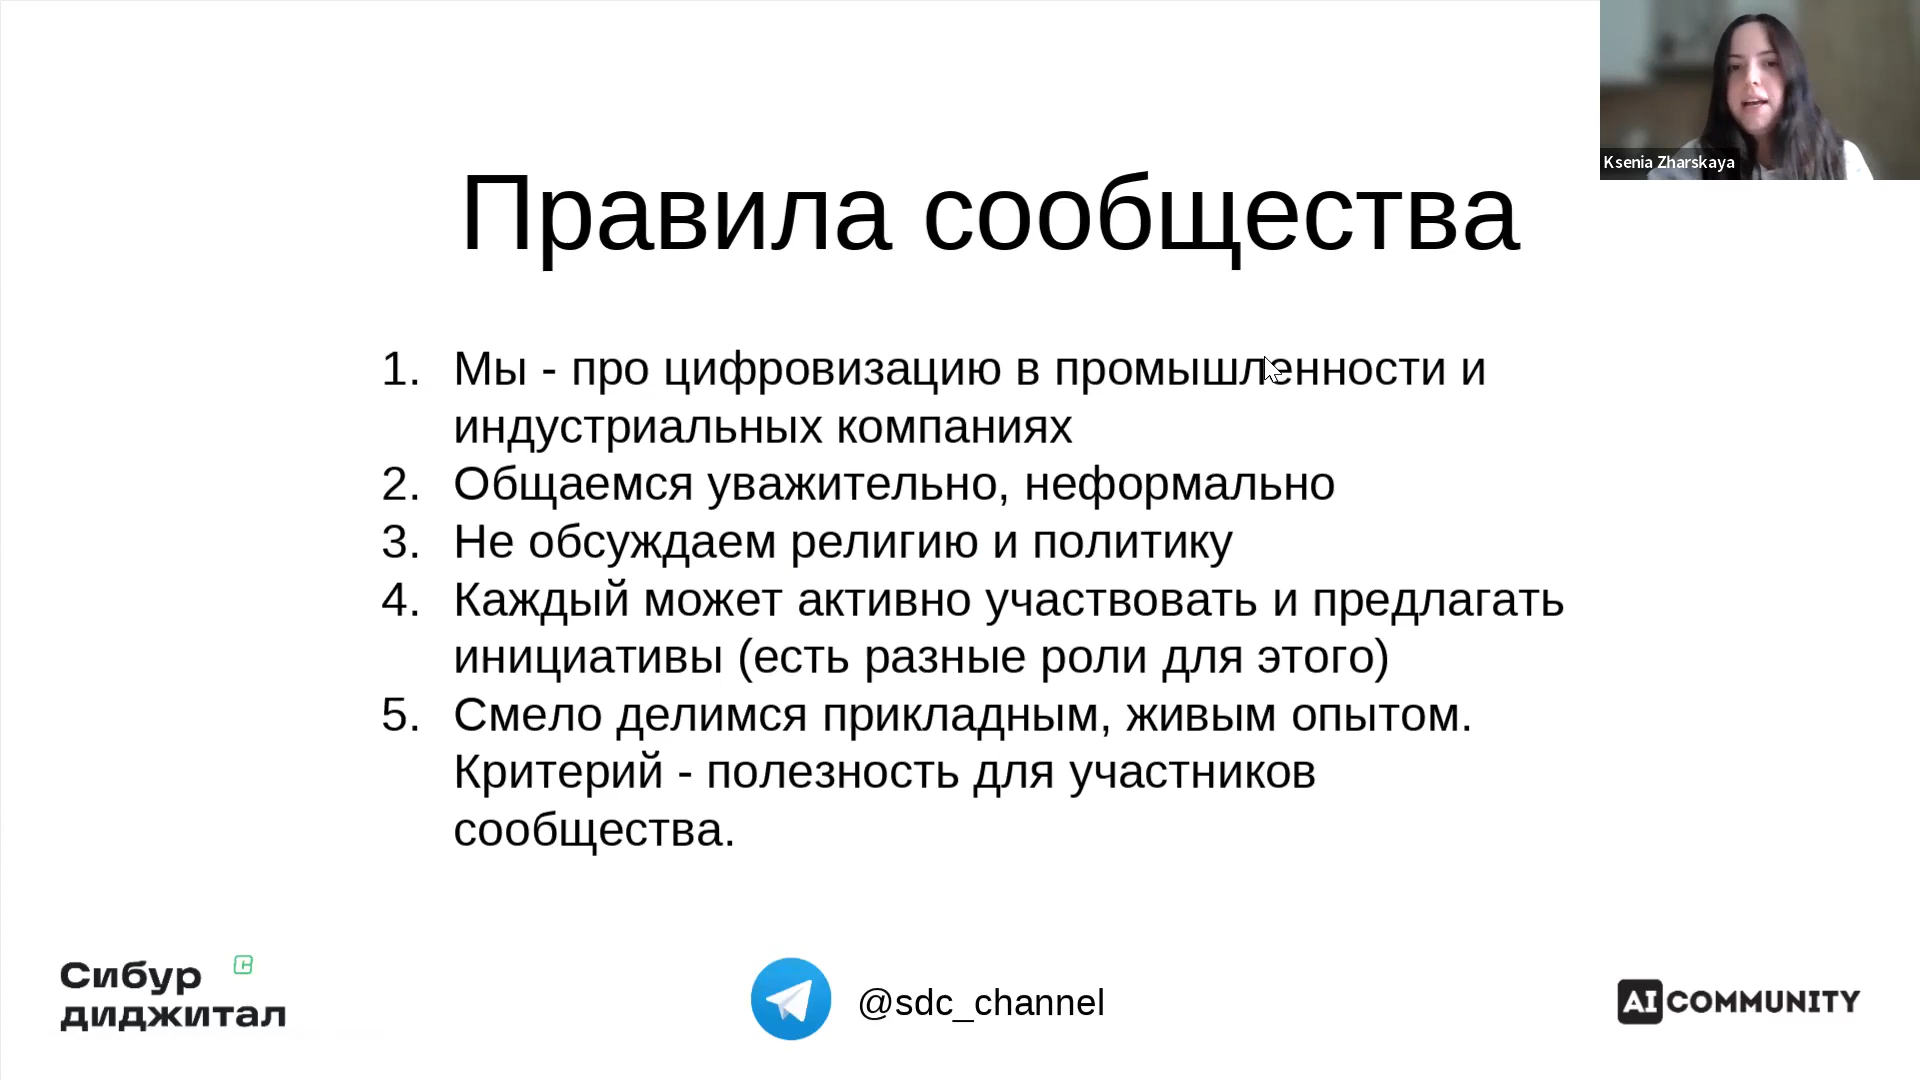 Ksenia Zharskaya
Правила сообщества
1. Мы - про цифровизацию в промышленности и
индустриальных компаниях
2. Общаемся уважительно, неформально
3. Не обсуждаем религию и политику
4. Каждый может активно участвовать и предлагать
инициативы (есть разные роли для этого)
5. Смело делимся прикладным, живым опытом.
Критерий - полезность для участников
сообщества.
Сибур
диджитал
@sdc_channel
AI COMMUNITY